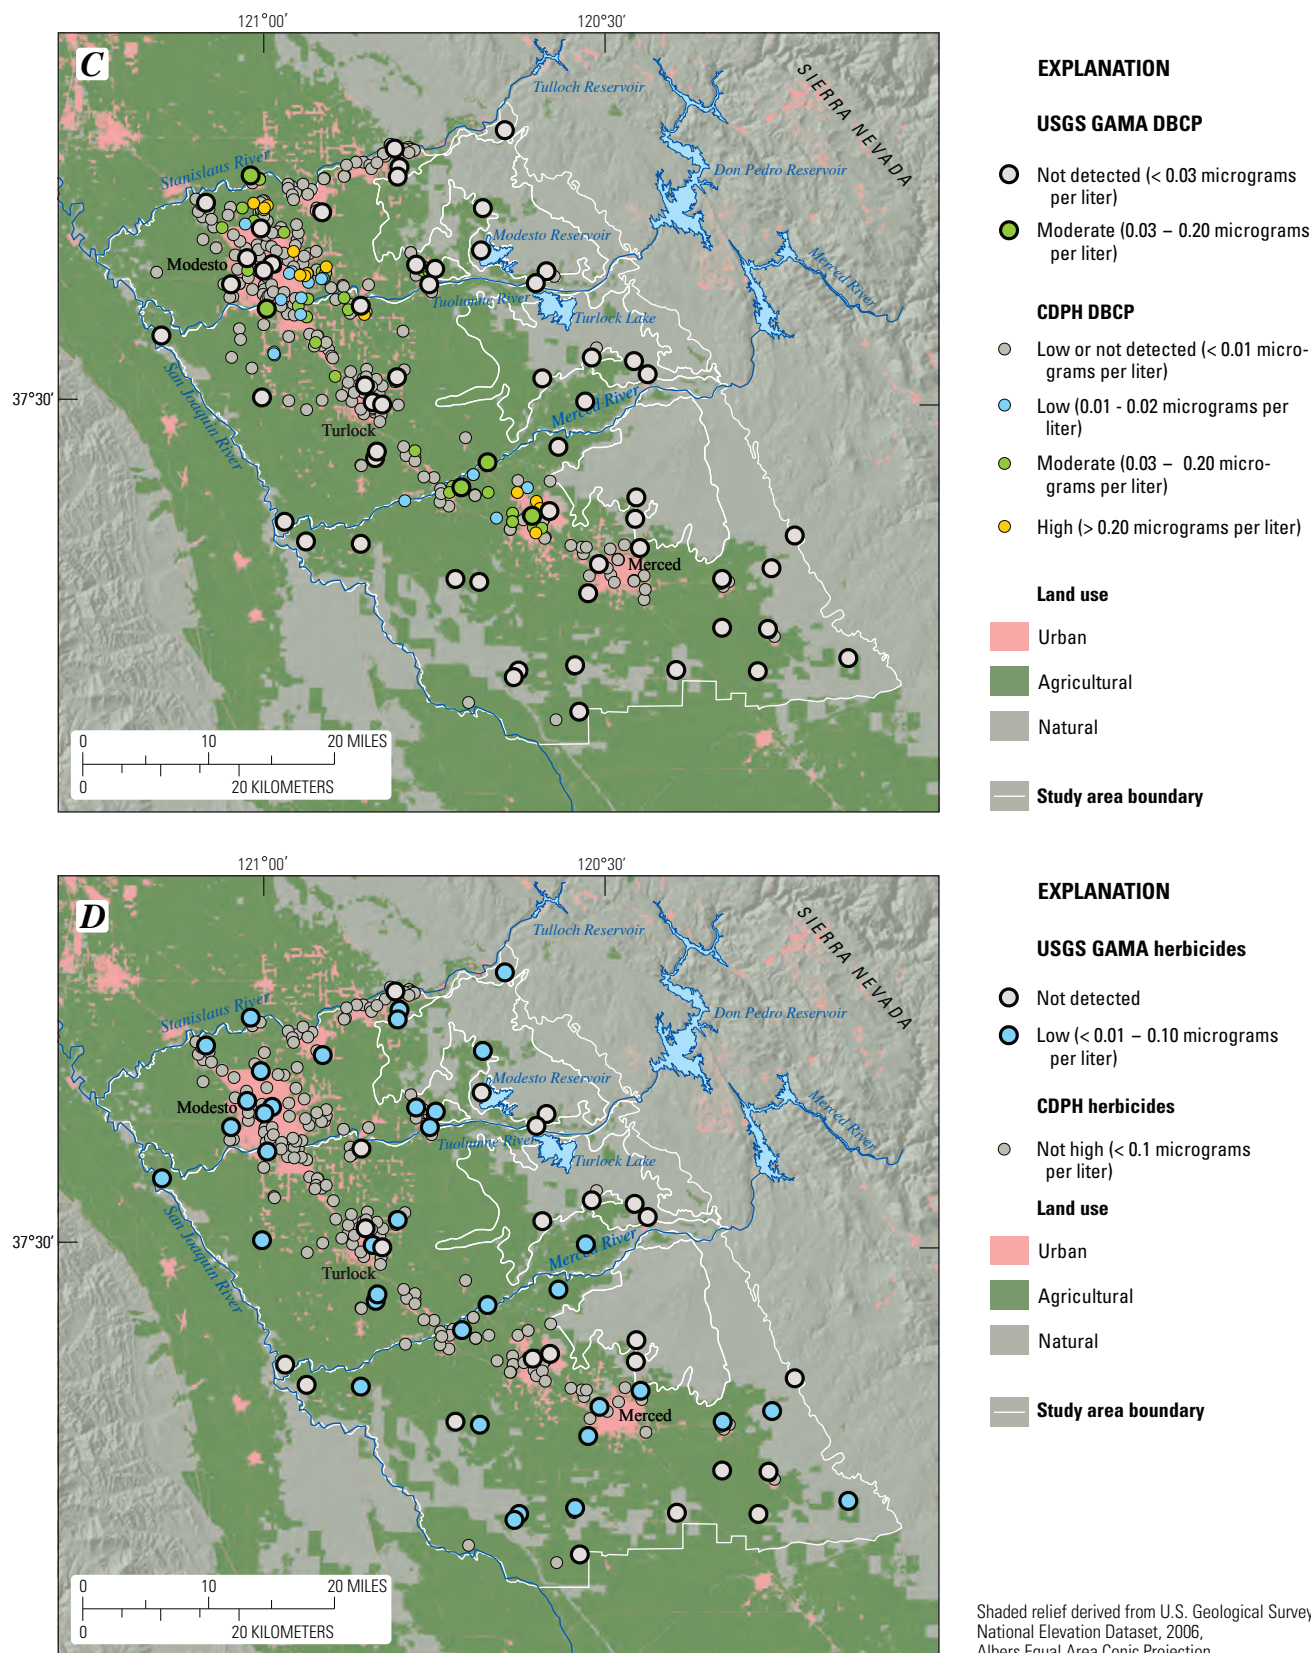 121°00′
120°30′
C
Tulloch Reservoir
SIERRA NEVADA
Stanislaus River
Don Pedro Reservoir
Modesto Reservoir
Modesto
Merced River
Tuolumne River
Turlock Lake
37°30′
San Joaquin River
Merced River
Turlock
Merced
0 10 20 MILES
0 20 KILOMETERS
EXPLANATION
USGS GAMA DBCP
Not detected (< 0.03 micrograms
per liter)
Moderate (0.03 – 0.20 micrograms
per liter)
CDPH DBCP
Low or not detected (< 0.01 micro-
grams per liter)
Low (0.01 - 0.02 micrograms per
liter)
Moderate (0.03 – 0.20 micro-
grams per liter)
High (> 0.20 micrograms per liter)
Land use
Urban
Agricultural
Natural
Study area boundary
121°00′
120°30′
D
Tulloch Reservoir
SIERRA NEVADA
Stanislaus River
Don Pedro Reservoir
Modesto Reservoir
Modesto
Merced River
Tuolumne River
Turlock Lake
37°30′
San Joaquin River
Merced River
Turlock
Merced
0 10 20 MILES
0 20 KILOMETERS
EXPLANATION
USGS GAMA herbicides
Not detected
Low (< 0.01 – 0.10 micrograms
per liter)
CDPH herbicides
Not high (< 0.1 micrograms
per liter)
Land use
Urban
Agricultural
Natural
Study area boundary
Shaded relief derived from U.S. Geological Survey
National Elevation Dataset, 2006,
Albers Equal Area Conic Projection